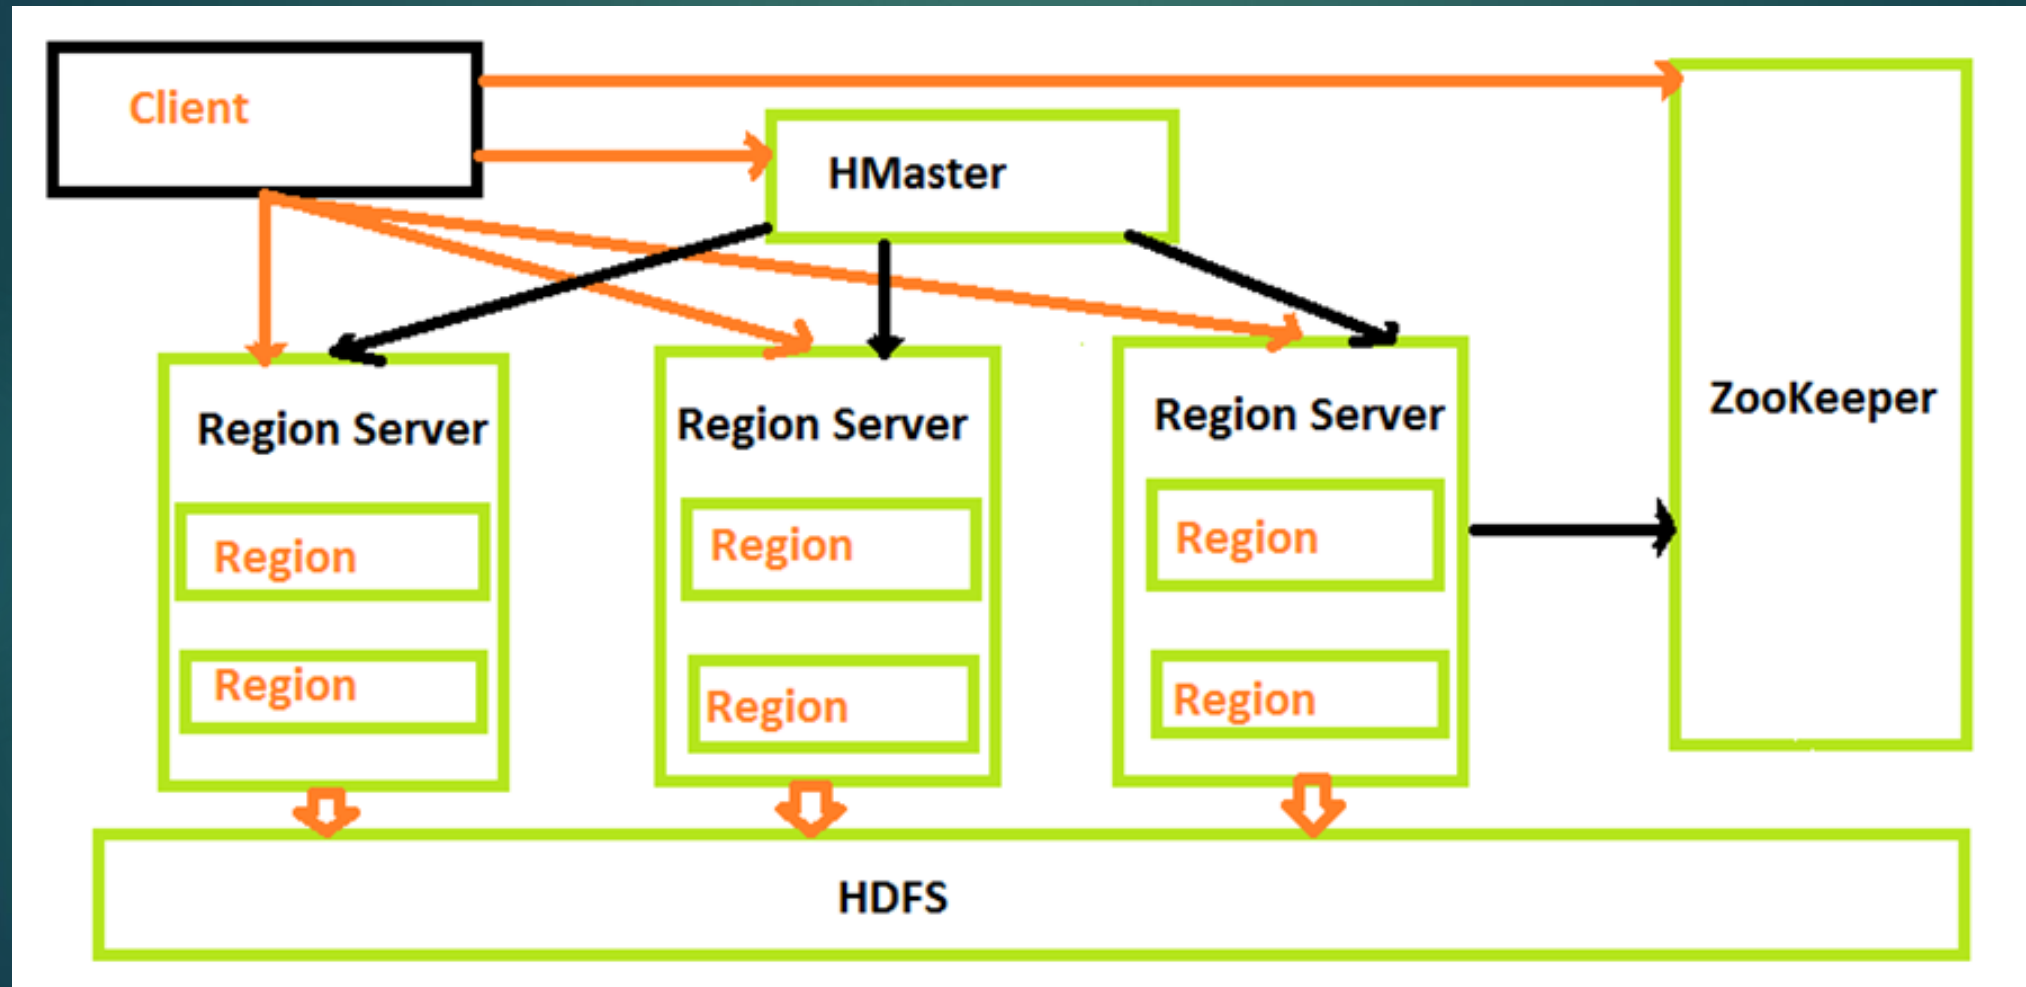 Client
HMaster
ZooKeeper
Region Server
Region
Region
Region Server
Region
Region
Region Server
Region
Region
HDFS